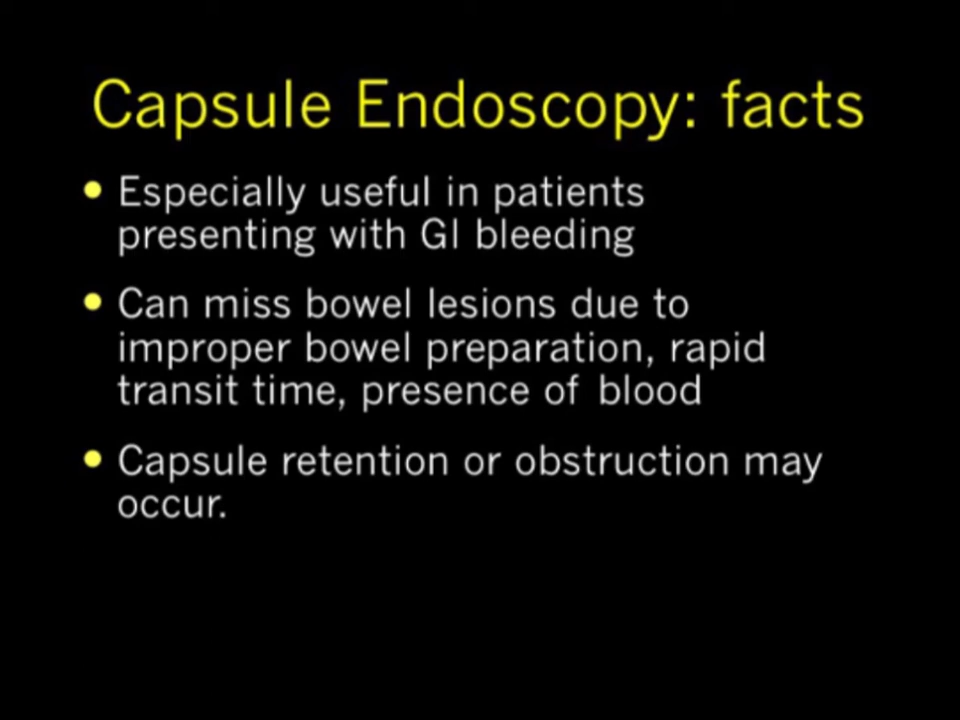 Capsule Endoscopy: facts
• Especially useful in patients
presenting with GI bleeding
• Can miss bowel lesions due to
improper bowel preparation, rapid
transit time, presence of blood
• Capsule retention or obstruction may
occur.